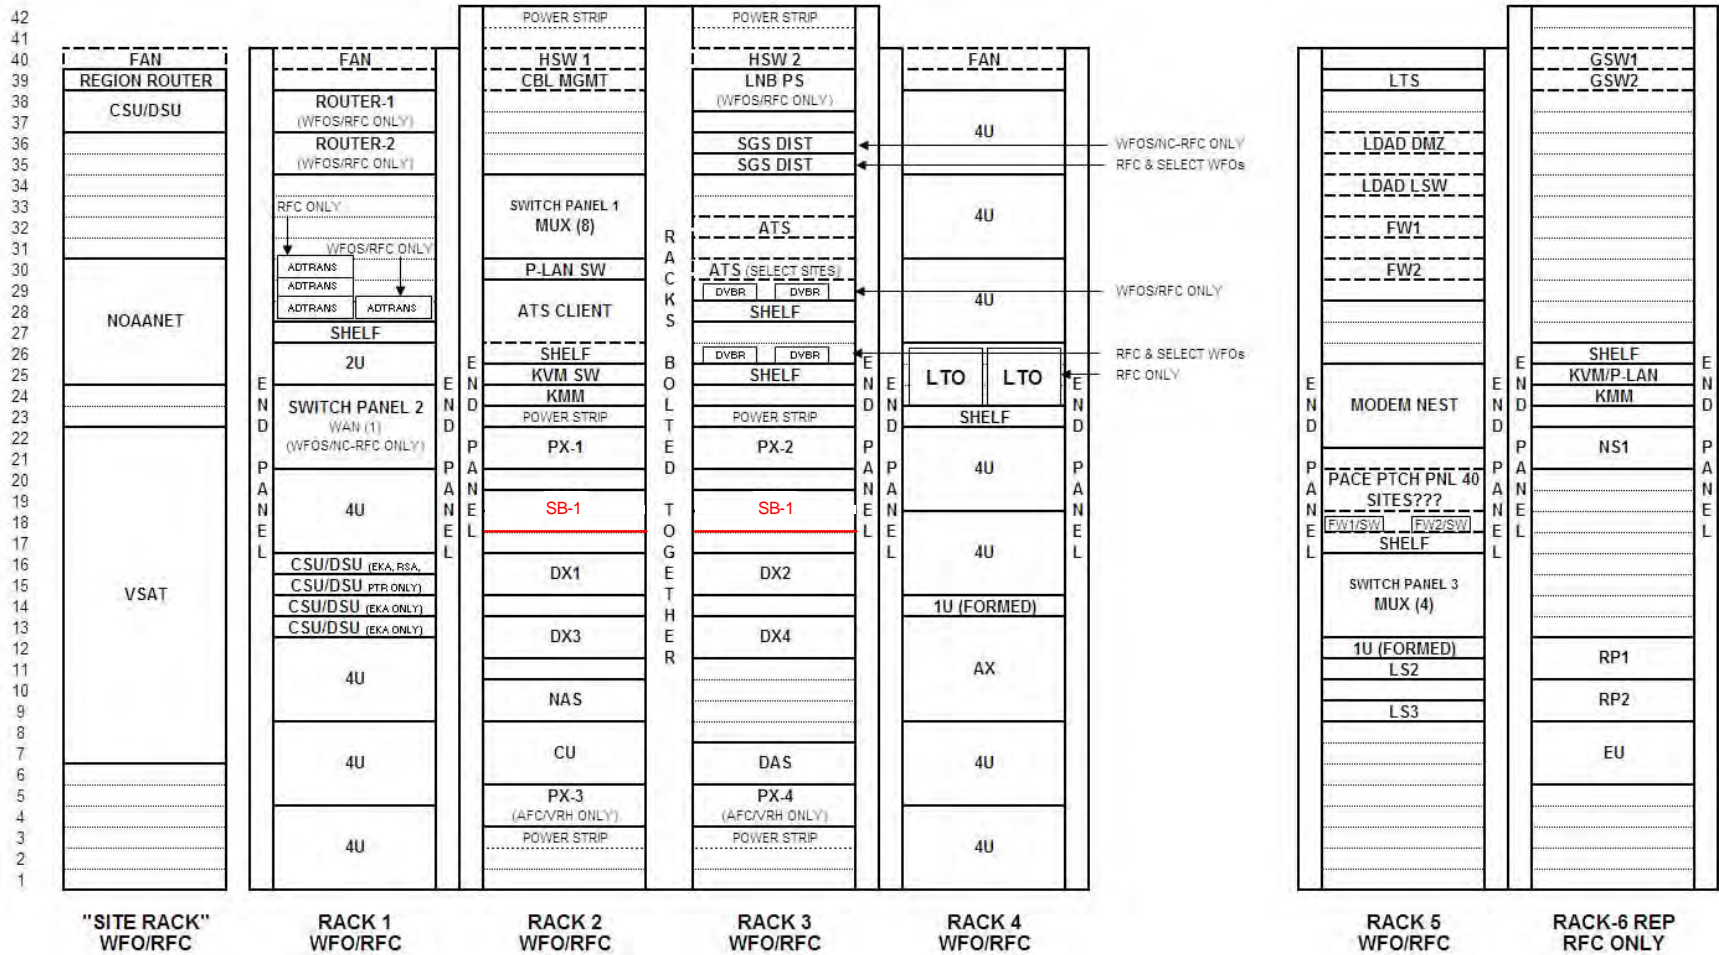 42
41
40
39
38
37
36
35
34
33
32
31
30
29
28
27
26
25
24
23
22
21
20
19
18
17
16
15
14
13
12
11
10
9
8
7
6
5
4
3
2
1
FAN
REGION ROUTER
CSU/DSU
NOAANET
VSAT
"SITE RACK"
WFO/RFC
END PANEL
FAN
ROUTER-1
(WFOS/RFC ONLY)
ROUTER-2
(WFOS/RFC ONLY)
RFC ONLY
WFOS/RFC ONLY
ADTRANS
ADTRANS
ADTRANS
ADTRANS
SHELF
2U
SWITCH PANEL 2
WAN (1)
(WFOS/NC-RFC ONLY)
4U
CSU/DSU (EKA, RSA,
CSU/DSU PTR ONLY)
CSU/DSU (EKA ONLY)
CSU/DSU (EKA ONLY)
4U
4U
4U
RACK 1
WFO/RFC
END PANEL
END PANEL
POWER STRIP
HSW 1
CBL MGMT
SWITCH PANEL 1
MUX (8)
P-LAN SW
ATS CLIENT
SHELF
KVM SW
KMM
POWER STRIP
PX-1
SB-1
DX1
DX3
NAS
CU
PX-3
(AFC/VRH ONLY)
POWER STRIP
RACK 2
WFO/RFC
RACKS BOLTED TOGETHER
POWER STRIP
HSW 2
LNB PS
(WFOS/RFC ONLY)
SGS DIST
SGS DIST
ATS
ATS (SELECT SITES)
DVBR
DVBR
SHELF
DVBR
DVBR
SHELF
POWER STRIP
PX-2
SB-1
DX2
DX4
DAS
PX-4
(AFC/VRH ONLY)
POWER STRIP
RACK 3
WFO/RFC
END PANEL
END PANEL
FAN
4U
4U
4U
LTO
LTO
SHELF
4U
4U
1U (FORMED)
AX
4U
4U
RACK 4
WFO/RFC
END PANEL
WFOS/NC-RFC ONLY
RFC & SELECT WFOs
WFOS/RFC ONLY
RFC & SELECT WFOs
RFC ONLY
END PANEL
LTS
LDAD DMZ
LDAD LSW
FW1
FW2
MODEM NEST
PACE PTCH PNL 40
SITES???
FW1/SW
FW2/SW
SHELF
SWITCH PANEL 3
MUX (4)
1U (FORMED)
LS2
LS3
RACK 5
WFO/RFC
END PANEL
END PANEL
GSW1
GSW2
SHELF
KVM/P-LAN
KMM
NS1
RP1
RP2
EU
RACK-6 REP
RFC ONLY
END PANEL